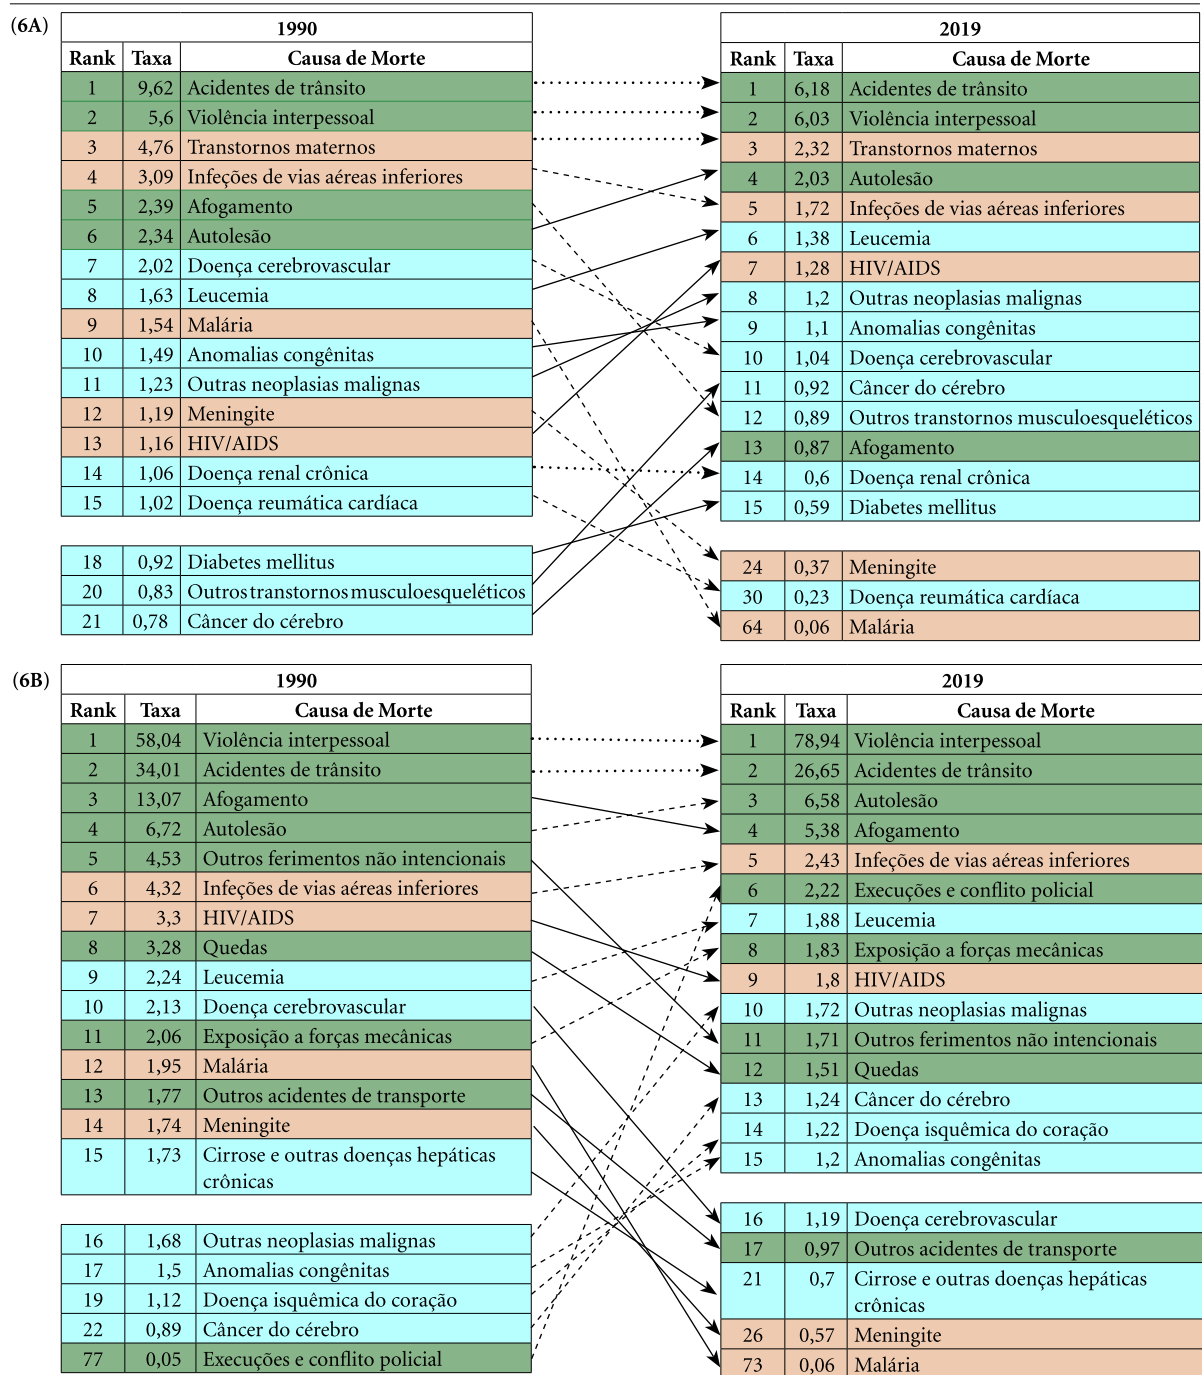 (6A)
1990
Rank Taxa Causa de Morte
1 9,62 Acidentes de trânsito
2 5,6 Violência interpessoal
3 4,76 Transtornos maternos
4 3,09 Infeções de vias aéreas inferiores
5 2,39 Afogamento
6 2,34 Autolesão
7 2,02 Doença cerebrovascular
8 1,63 Leucemia
9 1,54 Malária
10 1,49 Anomalias congênitas
11 1,23 Outras neoplasias malignas
12 1,19 Meningite
13 1,16 HIV/AIDS
14 1,06 Doença renal crônica
15 1,02 Doença reumática cardíaca
18 0,92 Diabetes mellitus
20 0,83 Outros transtornos musculoesqueléticos
21 0,78 Câncer do cérebro
2019
Rank Taxa Causa de Morte
1 6,18 Acidentes de trânsito
2 6,03 Violência interpessoal
3 2,32 Transtornos maternos
4 2,03 Autolesão
5 1,72 Infeções de vias aéreas inferiores
6 1,38 Leucemia
7 1,28 HIV/AIDS
8 1,2 Outras neoplasias malignas
9 1,1 Anomalias congênitas
10 1,04 Doença cerebrovascular
11 0,92 Câncer do cérebro
12 0,89 Outros transtornos musculoesqueléticos
13 0,87 Afogamento
14 0,6 Doença renal crônica
15 0,59 Diabetes mellitus
24 0,37 Meningite
30 0,23 Doença reumática cardíaca
64 0,06 Malária
(6B)
1990
Rank Taxa Causa de Morte
1 58,04 Violência interpessoal
2 34,01 Acidentes de trânsito
3 13,07 Afogamento
4 6,72 Autolesão
5 4,53 Outros ferimentos não intencionais
6 4,32 Infeções de vias aéreas inferiores
7 3,3 HIV/AIDS
8 3,28 Quedas
9 2,24 Leucemia
10 2,13 Doença cerebrovascular
11 2,06 Exposição a forças mecânicas
12 1,95 Malária
13 1,77 Outros acidentes de transporte
14 1,74 Meningite
15 1,73 Cirrose e outras doenças hepáticas
crônicas
16 1,68 Outras neoplasias malignas
17 1,5 Anomalias congênitas
19 1,12 Doença isquêmica do coração
22 0,89 Câncer do cérebro
77 0,05 Execuções e conflito policial
2019
Rank Taxa Causa de Morte
1 78,94 Violência interpessoal
2 26,65 Acidentes de trânsito
3 6,58 Autolesão
4 5,38 Afogamento
5 2,43 Infeções de vias aéreas inferiores
6 2,22 Execuções e conflito policial
7 1,88 Leucemia
8 1,83 Exposição a forças mecânicas
9 1,8 HIV/AIDS
10 1,72 Outras neoplasias malignas
11 1,71 Outros ferimentos não intencionais
12 1,51 Quedas
13 1,24 Câncer do cérebro
14 1,22 Doença isquêmica do coração
15 1,2 Anomalias congênitas
16 1,19 Doença cerebrovascular
17 0,97 Outros acidentes de transporte
21 0,7 Cirrose e outras doenças hepáticas
crônicas
26 0,57 Meningite
73 0,06 Malária